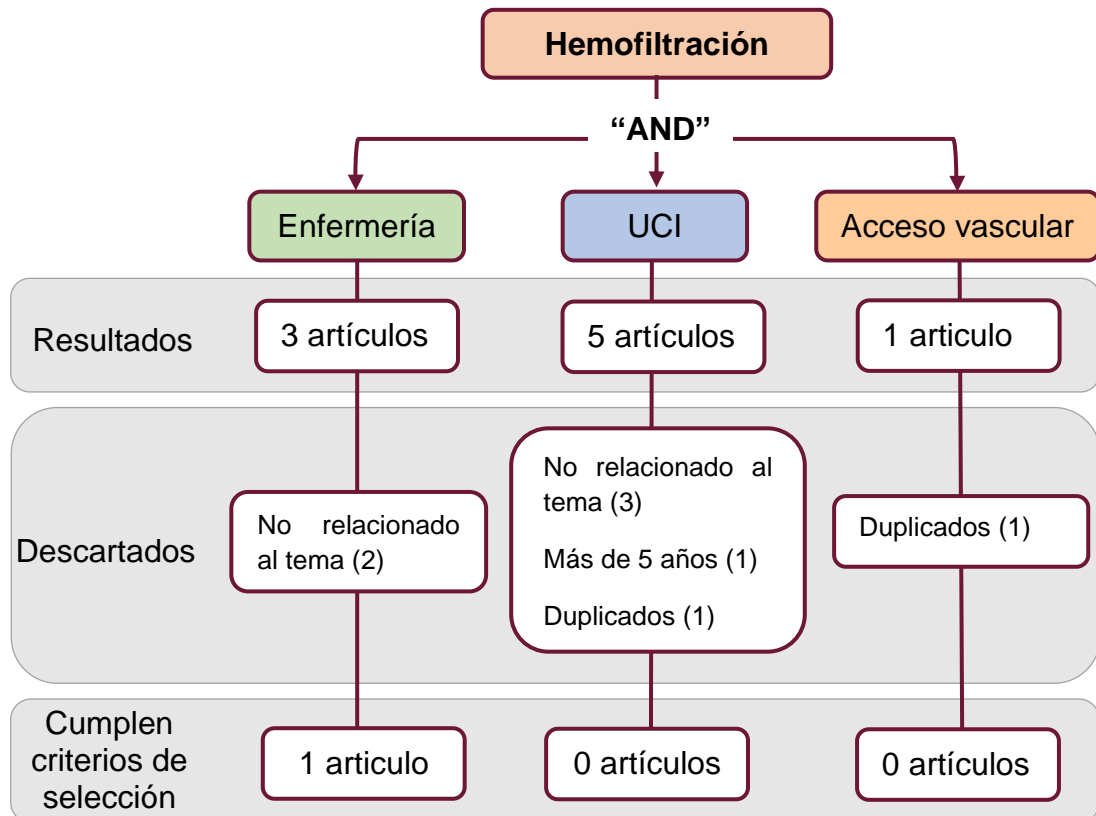 Hemofiltración
“AND”
Enfermería
UCI
Acceso vascular
Resultados
3 artículos
5 artículos
1 articulo
Descartados
No relacionado
al tema (2)
No relacionado al
tema (3)
Más de 5 años (1)
Duplicados (1)
Duplicados (1)
Cumplen
criterios de
selección
1 articulo
0 artículos
0 artículos